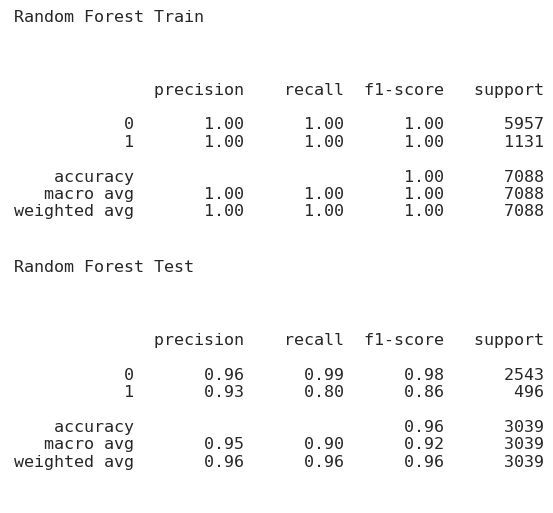 Random Forest Train
precision recall f1-score support
0 1.00 1.00 1.00 5957
1 1.00 1.00 1.00 1131
accuracy 1.00 7088
macro avg 1.00 1.00 1.00 7088
weighted avg 1.00 1.00 1.00 7088
Random Forest Test
precision recall f1-score support
0 0.96 0.99 0.98 2543
1 0.93 0.80 0.86 496
accuracy 0.96 3039
macro avg 0.95 0.90 0.92 3039
weighted avg 0.96 0.96 0.96 3039